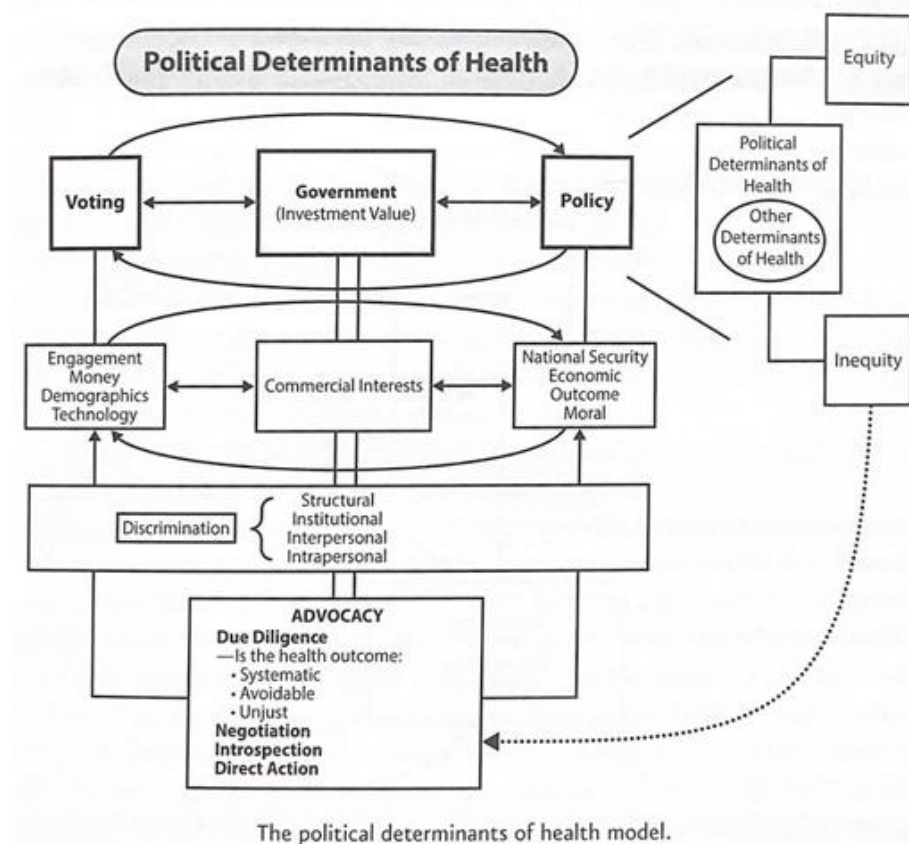 Political Determinants of Health
Equity
Political
Determinants of
Health
Other
Determinants
of Health
Inequity
Voting
Government
(Investment Value)
Policy
Engagement
Money
Demographics
Technology
Commercial Interests
National Security
Economic
Outcome
Moral
Discrimination
Structural
Institutional
Interpersonal
Intrapersonal
ADVOCACY
Due Diligence
—Is the health outcome:
• Systematic
• Avoidable
• Unjust
Negotiation
Introspection
Direct Action
The political determinants of health model.